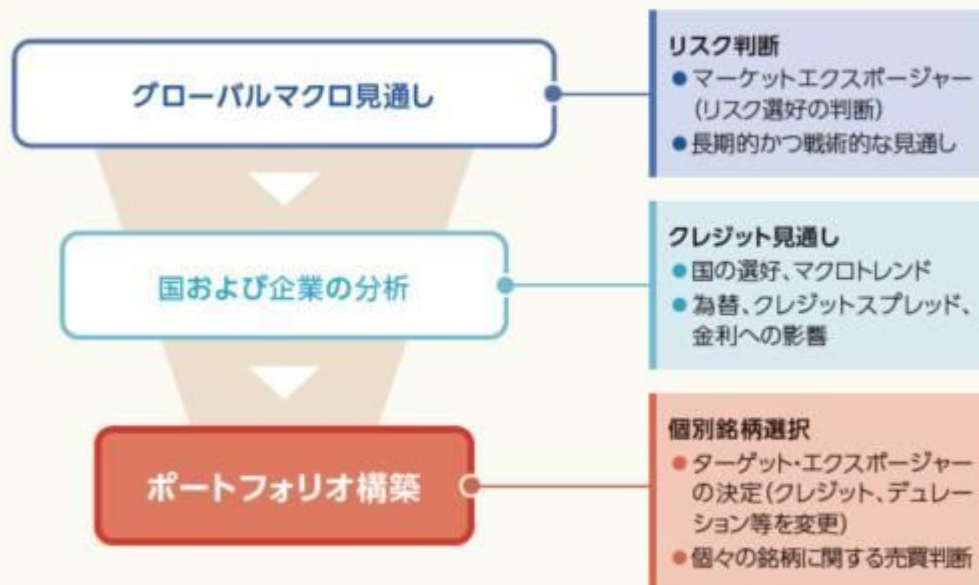 グローバルマクロ見通し
リスク判断
●マーケットエクスポージャー
(リスク選好の判断)
●長期的かつ戦術的な見通し
国および企業の分析
クレジット見通し
●国の選好、マクロトレンド
●為替、クレジットスプレッド、
金利への影響
ポートフォリオ構築
個別銘柄選択
●ターゲット・エクスポージャー
の決定(クレジット、デュレー
ション等を変更)
●個々の銘柄に関する売買判断